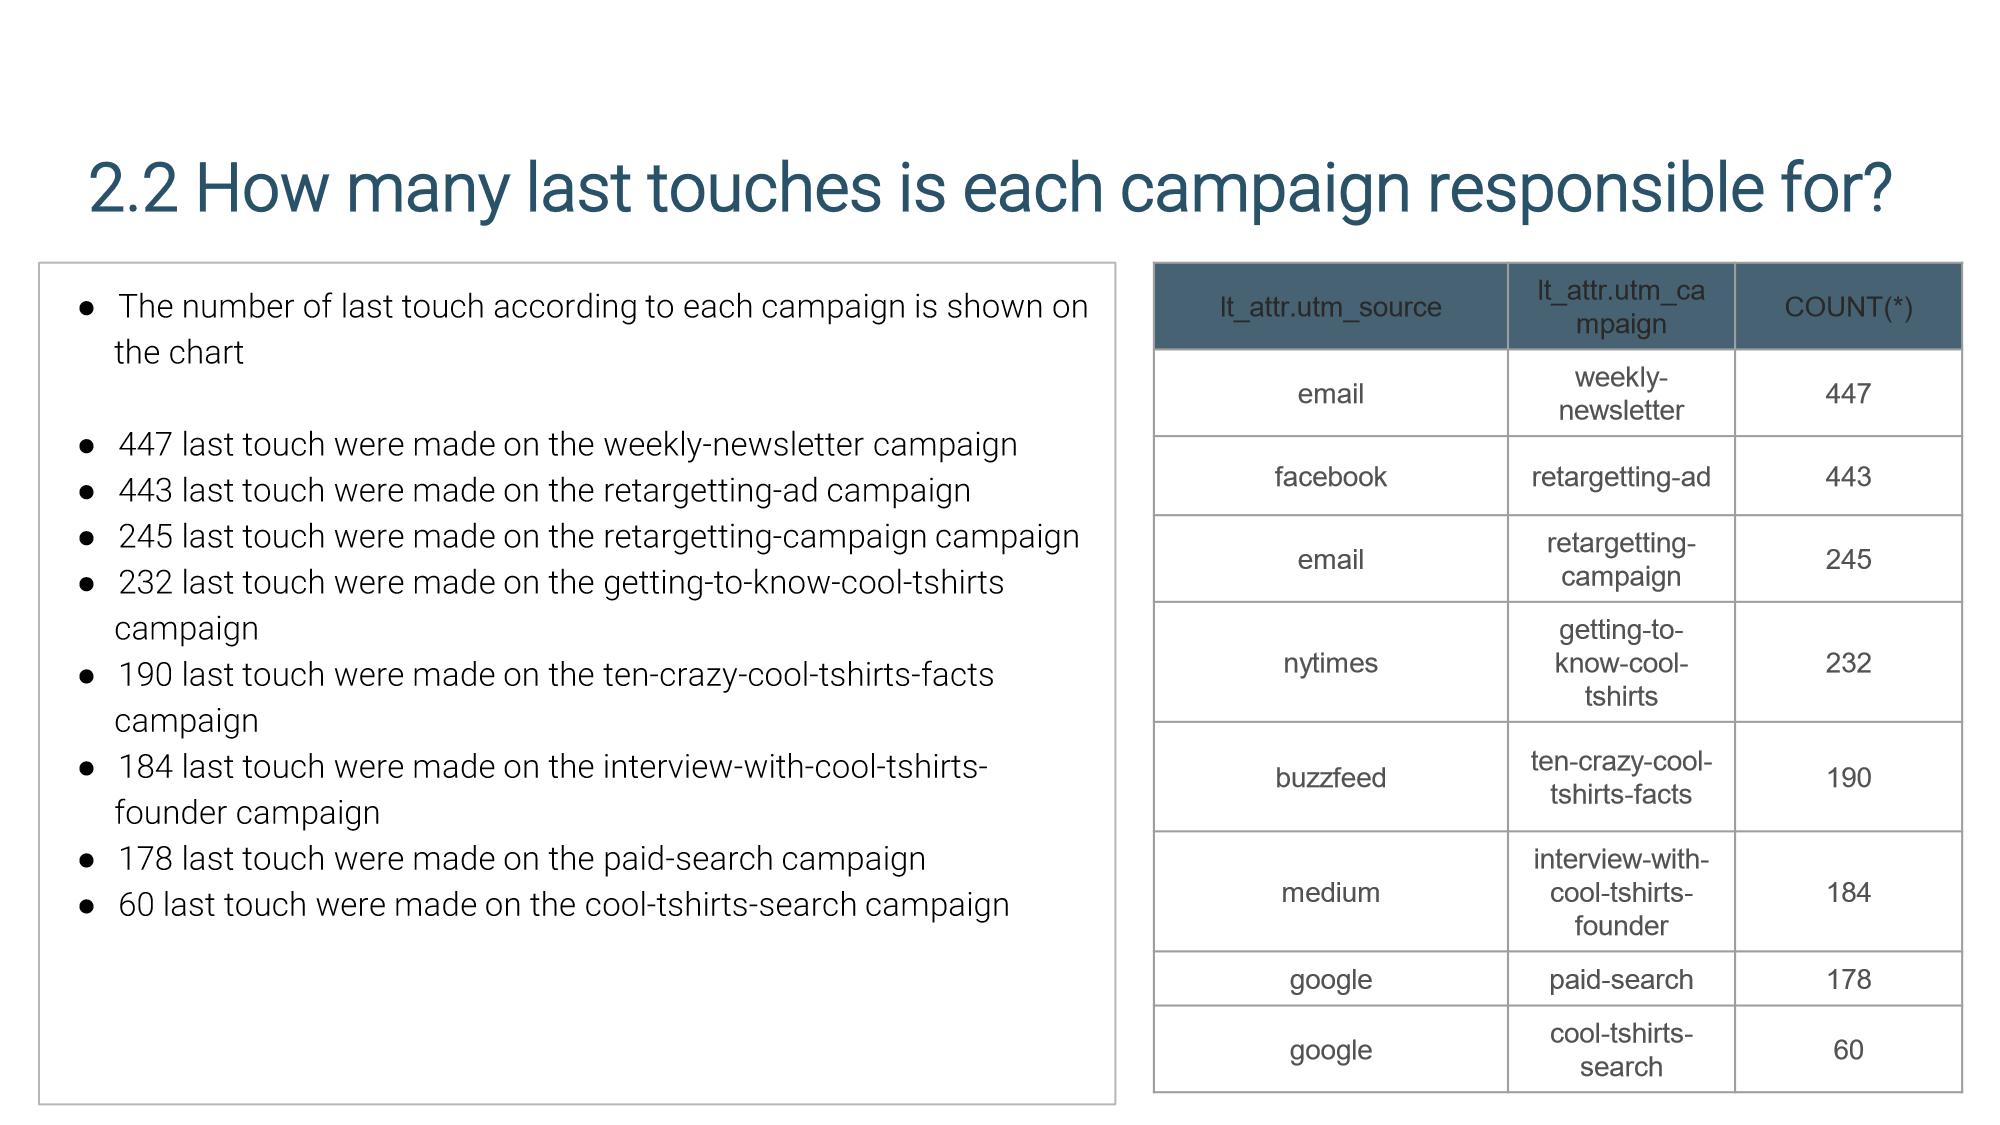 2.2 How many last touches is each campaign responsible for?
● The number of last touch according to each campaign is shown on
the chart
● 447 last touch were made on the weekly-newsletter campaign
● 443 last touch were made on the retargetting-ad campaign
● 245 last touch were made on the retargetting-campaign campaign
● 232 last touch were made on the getting-to-know-cool-tshirts
campaign
● 190 last touch were made on the ten-crazy-cool-tshirts-facts
campaign
● 184 last touch were made on the interview-with-cool-tshirts-
founder campaign
● 178 last touch were made on the paid-search campaign
● 60 last touch were made on the cool-tshirts-search campaign
lt_attr.utm_source
lt_attr.utm_ca
mpaign
COUNT(*)
email
weekly-
newsletter
447
facebook
retargetting-ad
443
email
retargetting-
campaign
245
nytimes
getting-to-
know-cool-
tshirts
232
buzzfeed
ten-crazy-cool-
tshirts-facts
190
medium
interview-with-
cool-tshirts-
founder
184
google
paid-search
178
google
cool-tshirts-
search
60